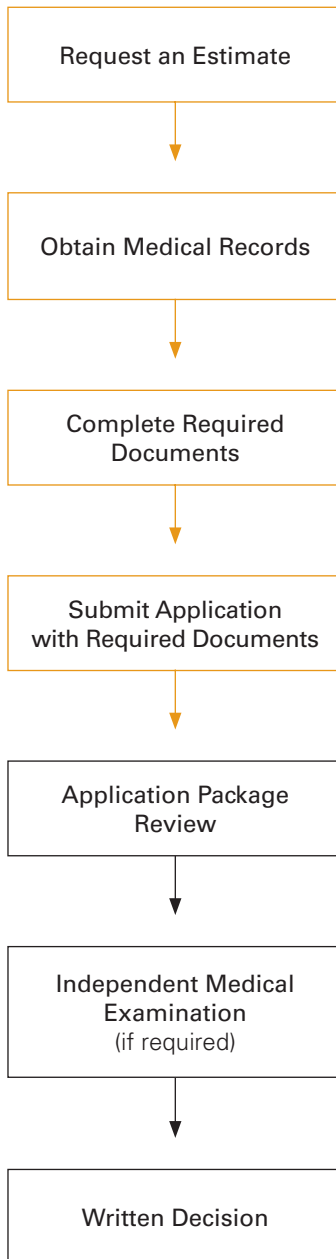 Request an Estimate
Obtain Medical Records
Complete Required
Documents
Submit Application
with Required Documents
Application Package
Review
Independent Medical
Examination
(if required)
Written Decision